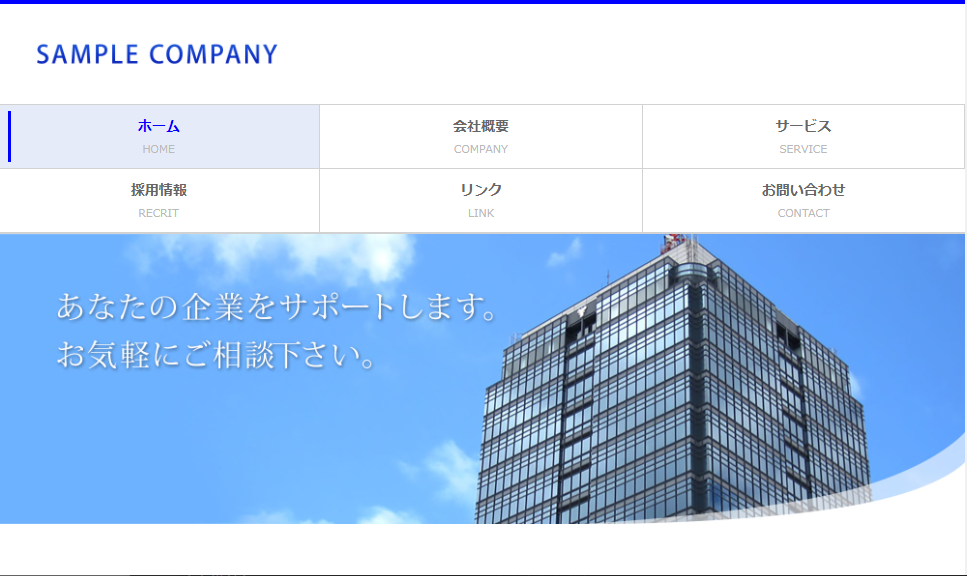 SAMPLE COMPANY
ホーム
HOME
会社概要
COMPANY
サービス
SERVICE
採用情報
RECRIT
リンク
LINK
お問い合わせ
CONTACT
あなたの企業をサポートします。
お気軽にご相談下さい。